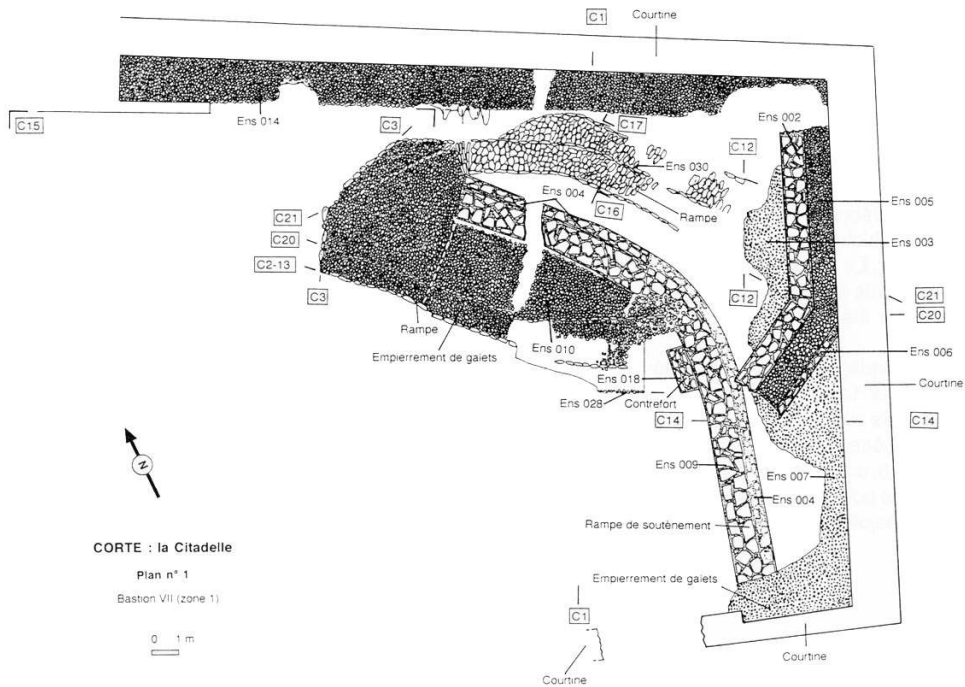 C1
Courtine
C15
Ens 014
C3
C17
Ens 002
C12
Ens 030
Ens 004
C16
Rampe
Ens 005
C21
C20
Ens 003
C2-13
C3
C12
C21
C20
Rampe
Empierrement de galets
Ens 010
Ens 006
Ens 018
Courtine
Ens 028
Contrefort
C14
C14
N
Ens 009
Ens 007
Ens 004
CORTE : la Citadelle
Rampe de soutènement
Plan n° 1
Empierrement de galets
Bastion VII (zone 1)
C1
0 1 m
Courtine
Courtine